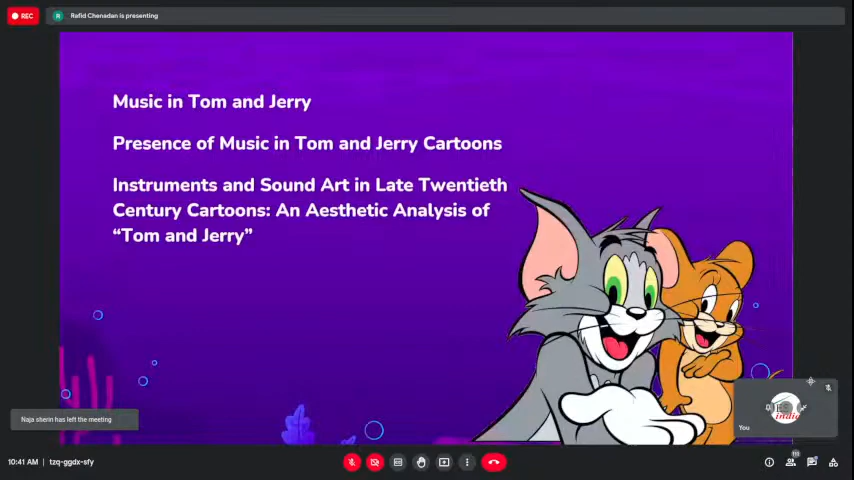 REC
R
Rafid Chenadan is presenting
Music in Tom and Jerry
Presence of Music in Tom and Jerry Cartoons
Instruments and Sound Art in Late Twentieth
Century Cartoons: An Aesthetic Analysis of
“Tom and Jerry”
Naja sherin has left the meeting
You
10:41 AM | tzq-ggdx-sfy